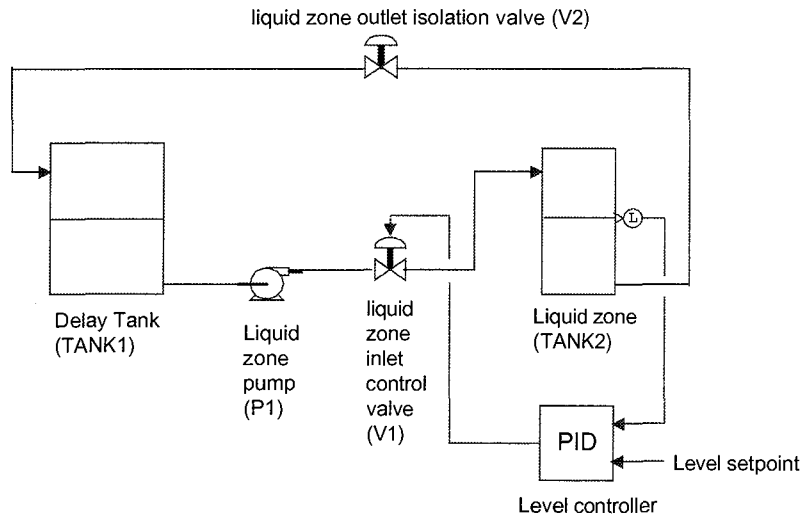 liquid zone outlet isolation valve (V2)
L
Delay Tank
(TANK1)
Liquid
zone
pump
(P1)
liquid
zone
inlet
control
valve
(V1)
Liquid zone
(TANK2)
PID
Level setpoint
Level controller